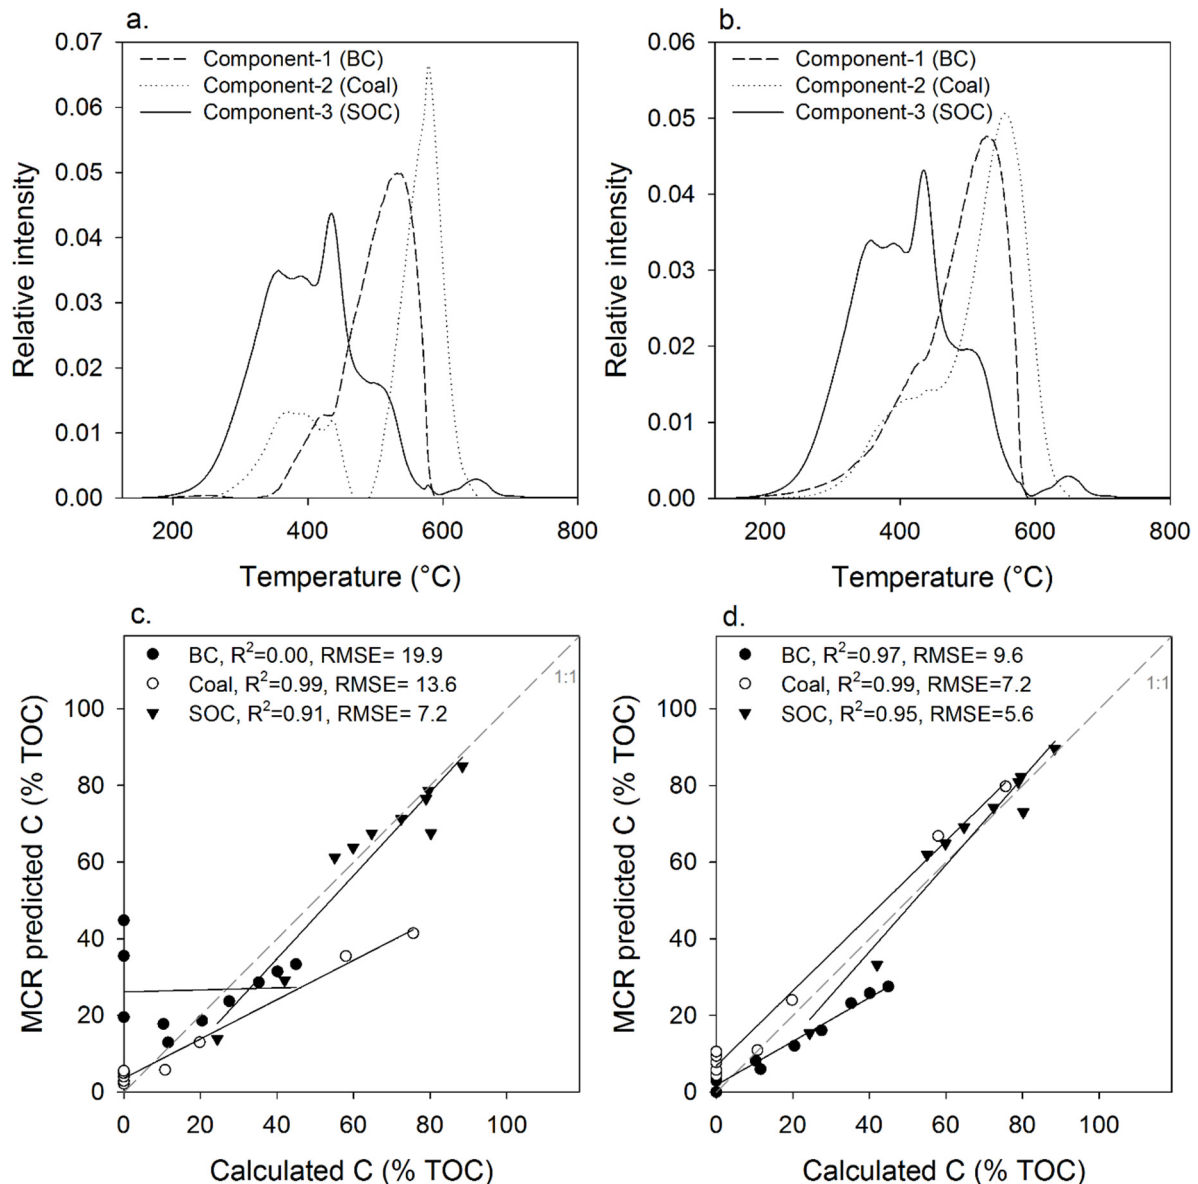 a.
Component-1 (BC)
Component-2 (Coal)
Component-3 (SOC)
0.07
0.06
0.05
0.04
0.03
0.02
0.01
0.00
Relative intensity
200 400 600 800
Temperature (°C)
b.
Component-1 (BC)
Component-2 (Coal)
Component-3 (SOC)
0.06
0.05
0.04
0.03
0.02
0.01
0.00
Relative intensity
200 400 600 800
Temperature (°C)
c.
BC, R²=0.00, RMSE= 19.9
Coal, R²=0.99, RMSE= 13.6
SOC, R²=0.91, RMSE= 7.2
1:1
100
80
60
40
20
0
MCR predicted C (% TOC)
0 20 40 60 80 100
Calculated C (% TOC)
d.
BC, R²=0.97, RMSE= 9.6
Coal, R²=0.99, RMSE=7.2
SOC, R²=0.95, RMSE=5.6
1:1
100
80
60
40
20
0
MCR predicted C (% TOC)
0 20 40 60 80 100
Calculated C (% TOC)